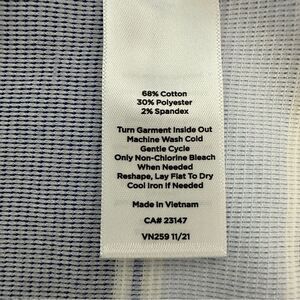 68% Cotton
30% Polyester
2% Spandex
Turn Garment Inside Out
Machine Wash Cold
Gentle Cycle
Only Non-Chlorine Bleach
When Needed
Reshape, Lay Flat To Dry
Cool Iron if Needed
Made in Vietnam
CA# 23147
VN259 11/21